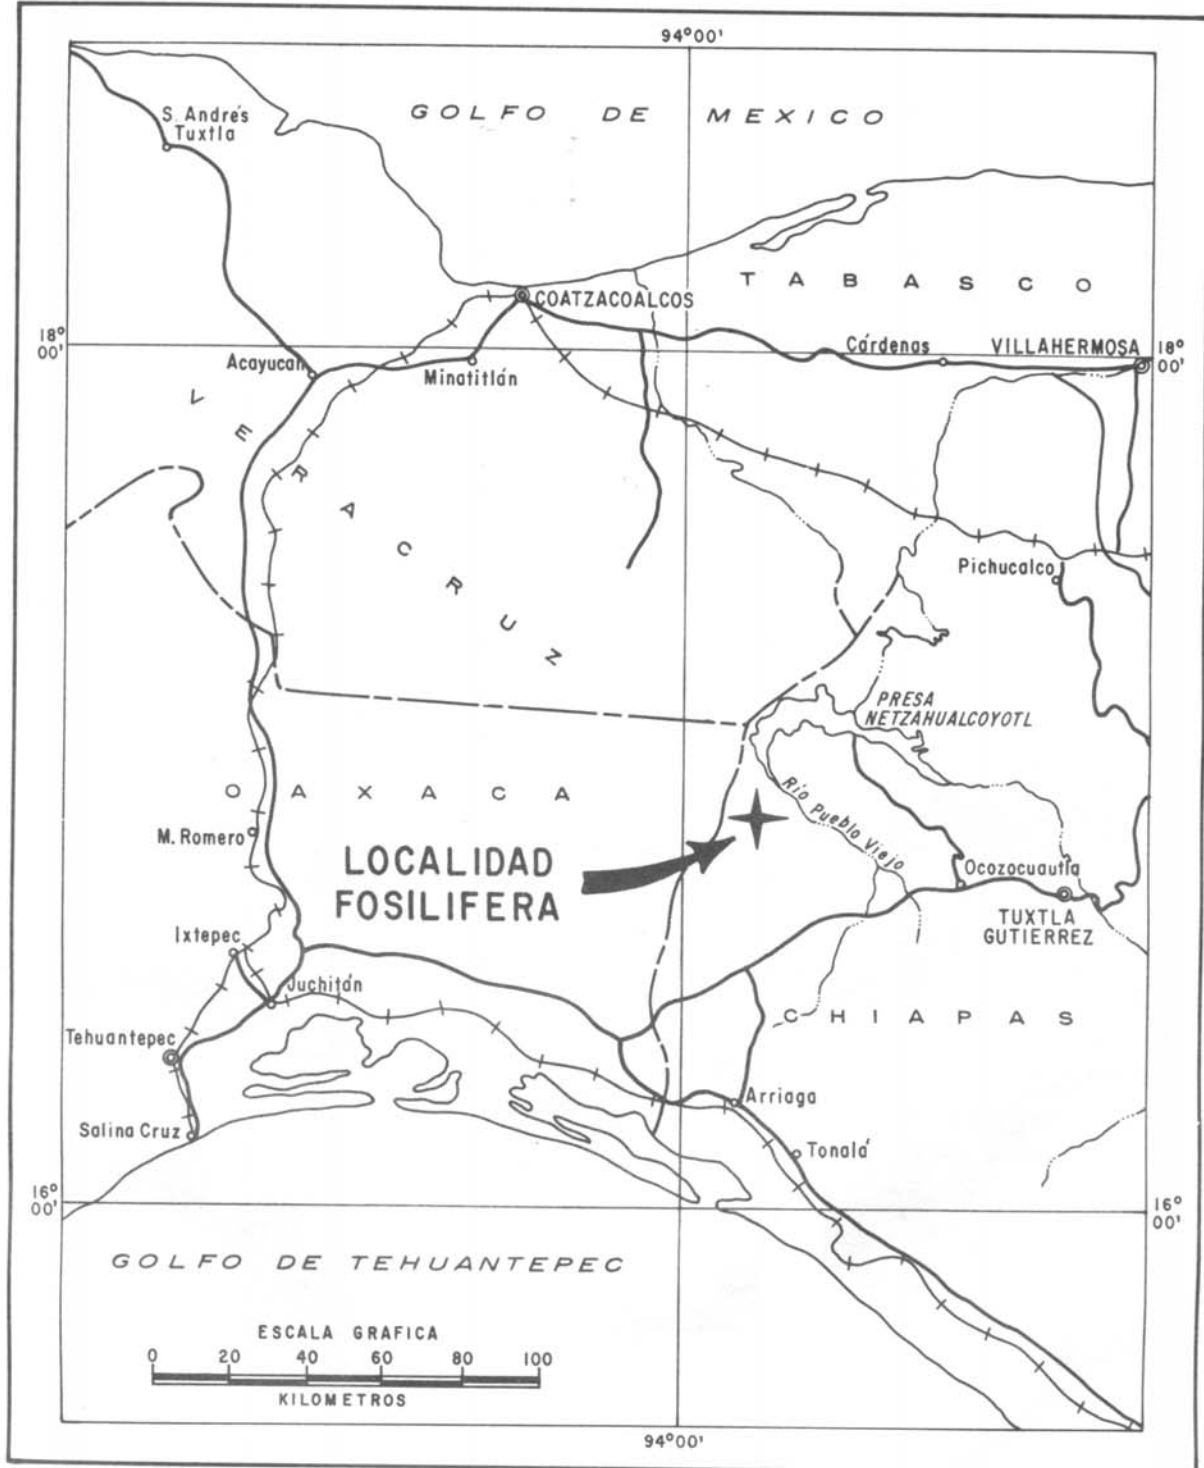 94°00'
GOLFO DE MEXICO
S. Andrés
Tuxtla
TABASCO
COATZACOALCOS
18°
00'
Acayucan
Minatitlán
Cárdenas
VILLAHERMOSA
18°
00'
VERACRUZ
Pichucalco
PRESA
NETZAHUALCOYOTL
OAXACA
Río Pueblo Viejo
M. Romero
LOCALIDAD
FOSILIFERA
Ocozocuautla
TUXTLA
GUTIERREZ
Ixtepec
Juchitán
CHIAPAS
Tehuantepec
Arriaga
Salina Cruz
Tonalá
16°
00'
16°
00'
GOLFO DE TEHUANTEPEC
ESCALA GRAFICA
0 20 40 60 80 100
KILOMETROS
94°00'